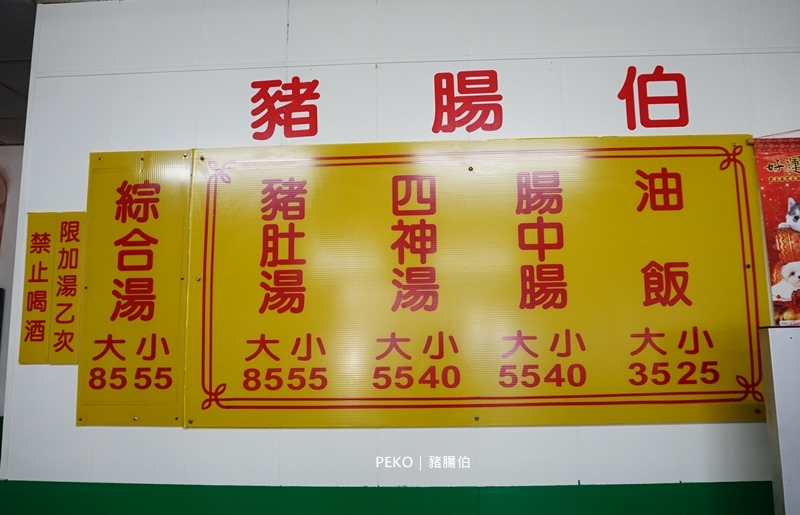 豬腸伯
油飯
大 小
35 25
腸中腸
大 小
55 40
四神湯
大 小
55 40
豬肚湯
大 小
85 55
綜合湯
大 小
85 55
限加湯乙次
禁止喝酒
好運
PEKO | 豬腸伯